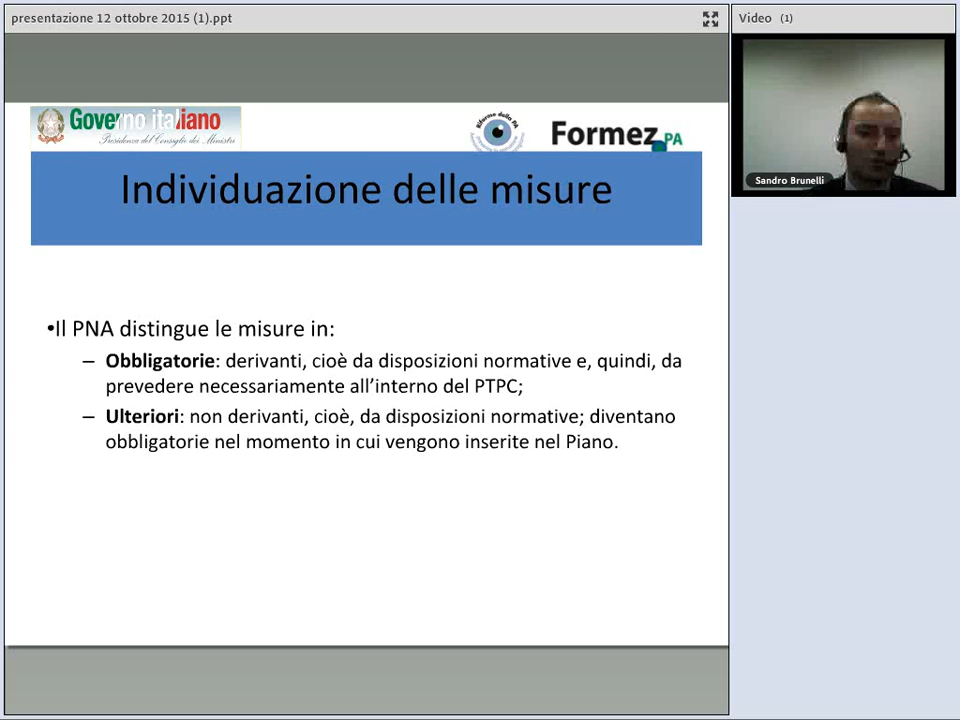 presentazione 12 ottobre 2015 (1).ppt
Video (1)
Governo italiano
Presidenza del Consiglio dei Ministri
Riforma della PA
Formez PA
Sandro Brunelli
Individuazione delle misure
•Il PNA distingue le misure in:
– Obbligatorie: derivanti, cioè da disposizioni normative e, quindi, da
prevedere necessariamente all’interno del PTPC;
– Ulteriori: non derivanti, cioè, da disposizioni normative; diventano
obbligatorie nel momento in cui vengono inserite nel Piano.